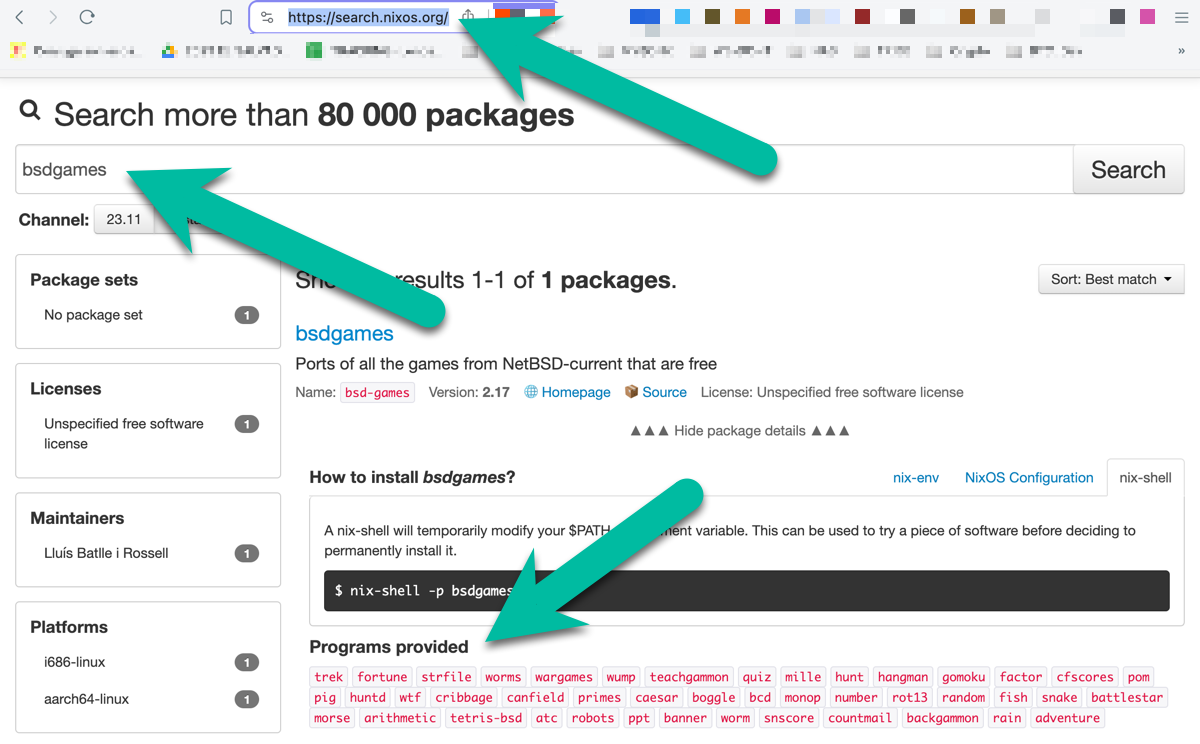 https://search.nixos.org/
»
Search more than 80 000 packages
bsdgames
Search
Channel: 23.11
results 1-1 of 1 packages.
Sort: Best match
Package sets
No package set 1
Licenses
Unspecified free software license 1
Maintainers
Lluís Batlle i Rossell 1
Platforms
i686-linux 1
aarch64-linux 1
bsdgames
Ports of all the games from NetBSD-current that are free
Name: bsd-games Version: 2.17 Homepage Source License: Unspecified free software license
▲▲▲ Hide package details ▲▲▲
How to install bsdgames?
nix-env NixOS Configuration nix-shell
A nix-shell will temporarily modify your $PATH variable. This can be used to try a piece of software before deciding to
permanently install it.
$ nix-shell -p bsdgames
Programs provided
trek fortune strfile worms wargames wump teachgammon quiz mille hunt hangman gomoku factor cfscores pom
pig huntd wtf cribbage canfield primes caesar boggle bcd monop number rot13 random fish snake battlestar
morse arithmetic tetris-bsd atc robots ppt banner worm snscore countmail backgammon rain adventure